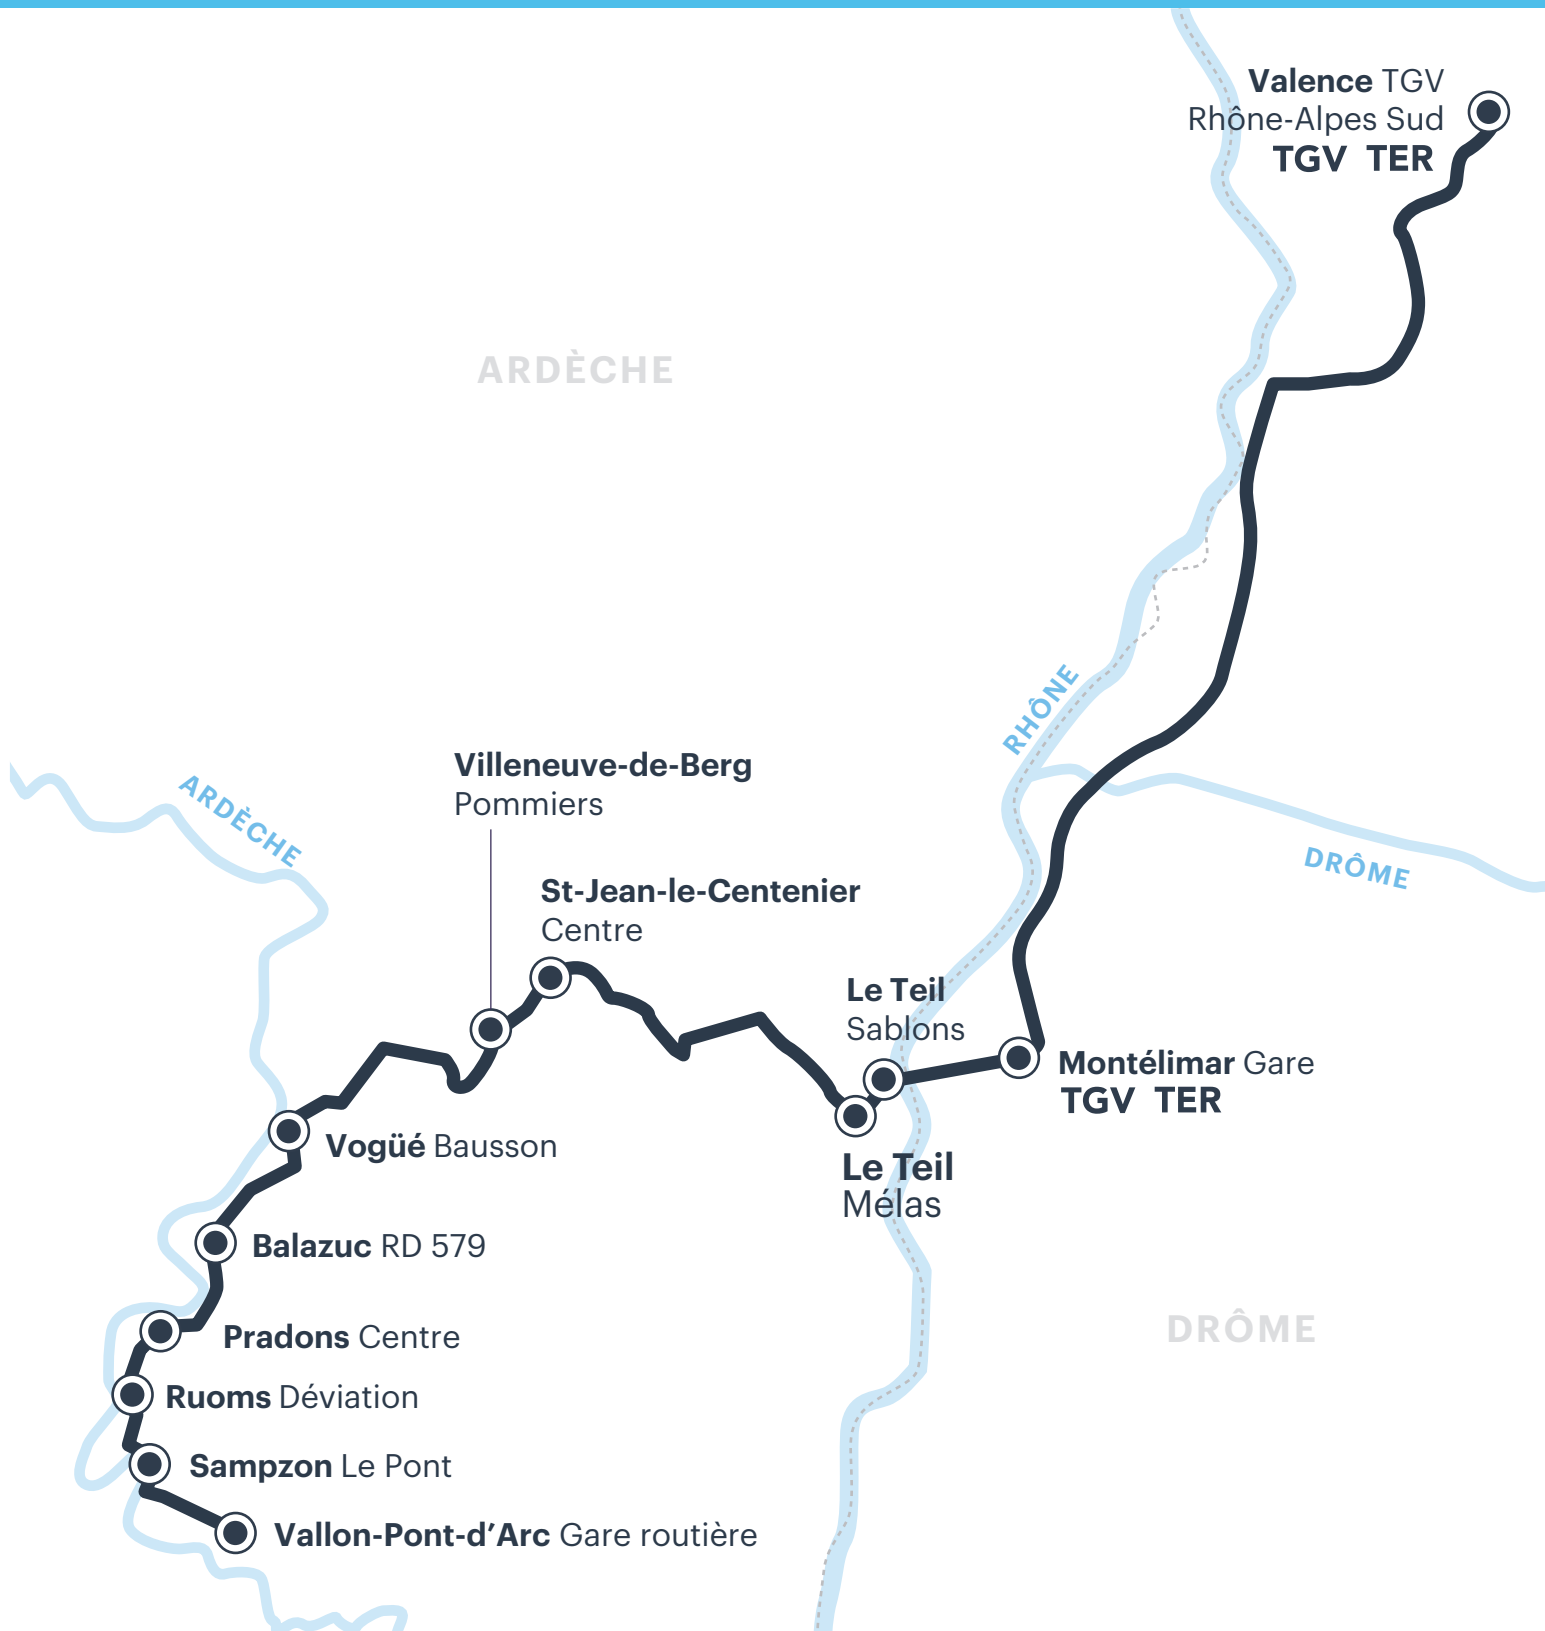 Valence TGV
Rhône-Alpes Sud
TGV TER
ARDÈCHE
RHÔNE
Villeneuve-de-Berg
Pommiers
ARDÈCHE
DRÔME
St-Jean-le-Centenier
Centre
Le Teil
Sablons
Montélimar Gare
TGV TER
Vogüé Bausson
Le Teil
Mélas
Balazuc RD 579
DRÔME
Pradons Centre
Ruoms Déviation
Sampzon Le Pont
Vallon-Pont-d’Arc Gare routière